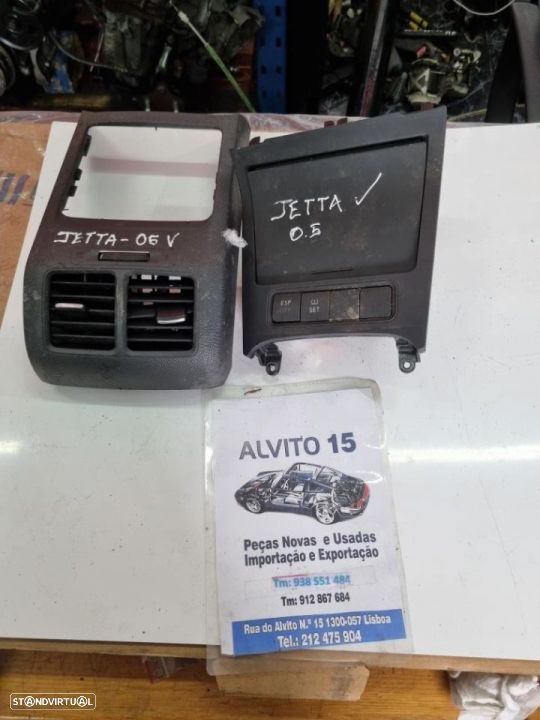 JETTA-06 V
JETTA ✓
0.5
ESP
OFF
SET
ALVITO 15
Peças Novas e Usadas
Importação e Exportação
Tm: 938 551 484
Tm: 912 867 684
Rua do Alvito N.º 15 1300-057 Lisboa
Tel.: 212 475 904
STANDVIRTUAL